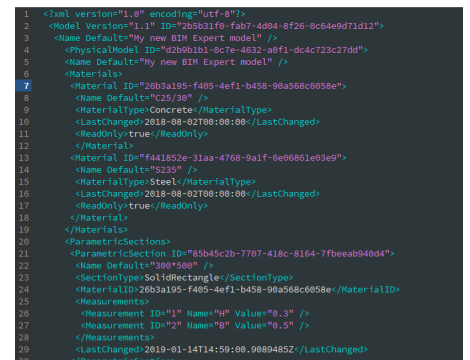 1 <?xml version="1.0" encoding="utf-8"?>
2 <Model Version="1.1" ID="2b5b31f0-fab7-4d04-8f26-0c64e9d71d12">
3 <Name Default="My new BIM Expert model" />
4 <PhysicalModel ID="d2b9b1b1-0c7e-4632-a0f1-dc4c723c27dd">
5 <Name Default="My new BIM Expert model" />
6 <Materials>
7 <Material ID="26b3a195-f405-4ef1-b458-90a568c6058e">
8 <Name Default="C25/30" />
9 <MaterialType>Concrete</MaterialType>
10 <LastChanged>2018-08-02T00:00:00</LastChanged>
11 <ReadOnly>true</ReadOnly>
12 </Material>
13 <Material ID="f441852e-31aa-4768-9a1f-6e06861e03e9">
14 <Name Default="S235" />
15 <MaterialType>Steel</MaterialType>
16 <LastChanged>2018-08-02T00:00:00</LastChanged>
17 <ReadOnly>true</ReadOnly>
18 </Material>
19 </Materials>
20 <ParametricSections>
21 <ParametricSection ID="85b45c2b-7707-418c-8164-7fbeeab940d4">
22 <Name Default="300*500" />
23 <SectionType>SolidRectangle</SectionType>
24 <MaterialID>26b3a195-f405-4ef1-b458-90a568c6058e</MaterialID>
25 <Measurements>
26 <Measurement ID="1" Name="H" Value="0.3" />
27 <Measurement ID="2" Name="B" Value="0.5" />
28 </Measurements>
29 <LastChanged>2019-01-14T14:59:00.9089485Z</LastChanged>